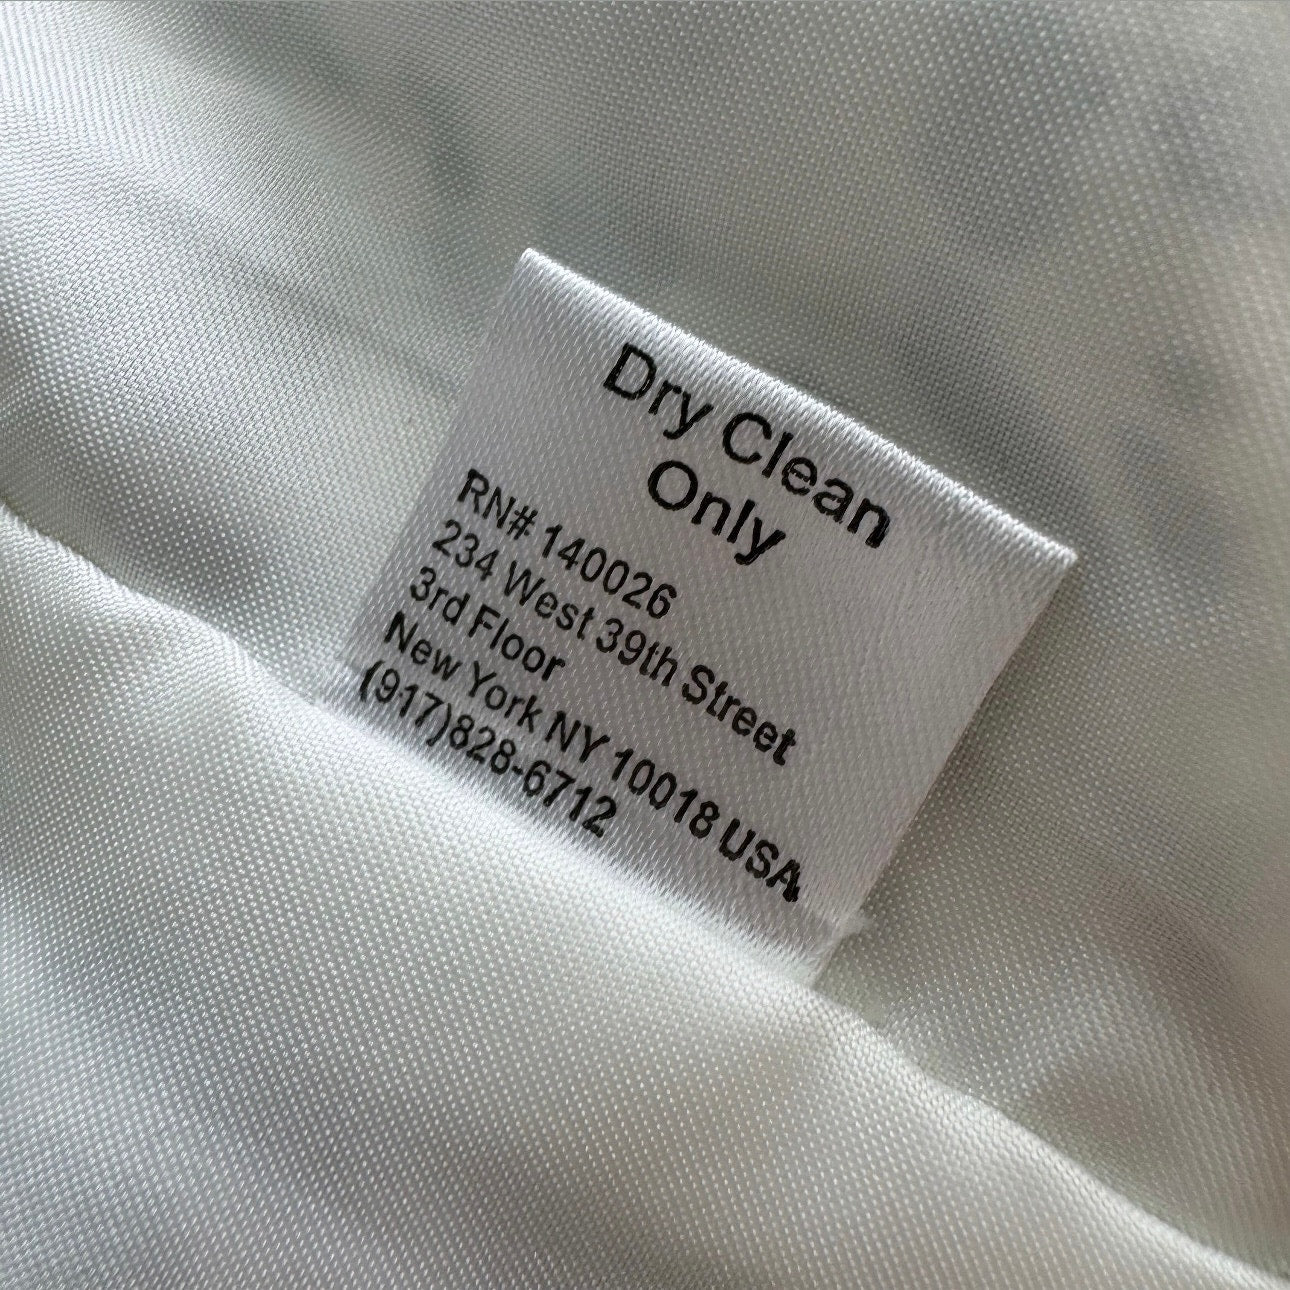 Dry Clean
Only
RN# 140026
234 West 39th Street
3rd Floor
New York NY 10018 USA
(917)828-6712